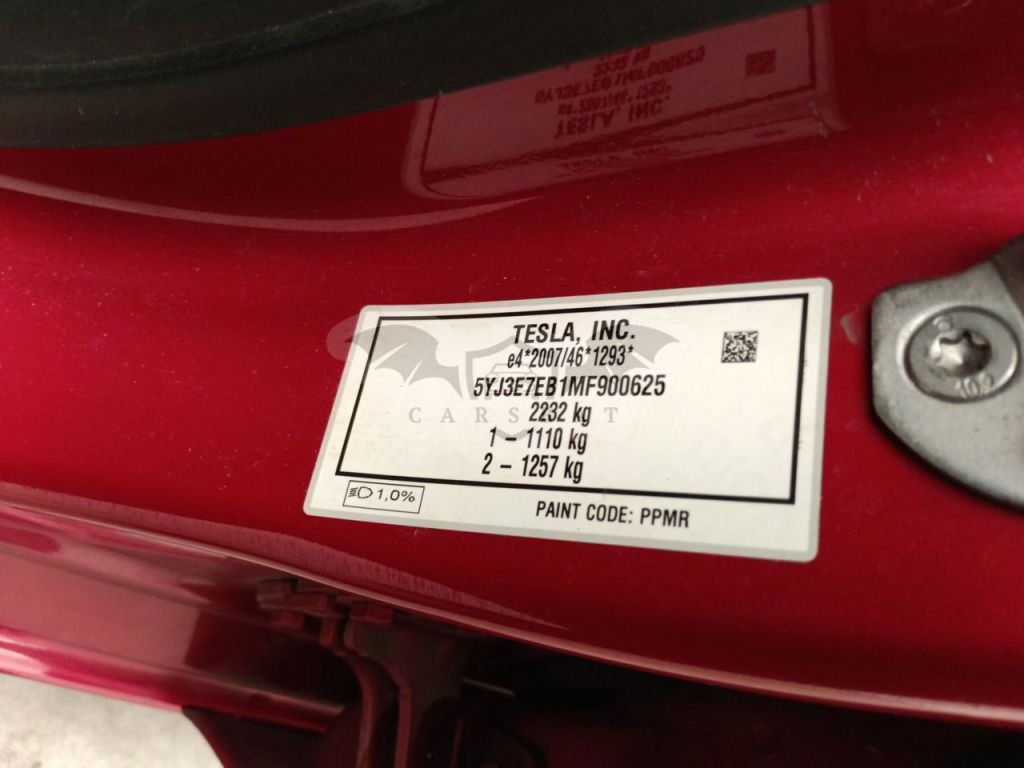 TESLA, INC.
e4*2007/46*1293*
5YJ3E7EB1MF900625
2232 kg
1 – 1110 kg
2 – 1257 kg
1,0%
PAINT CODE: PPMR